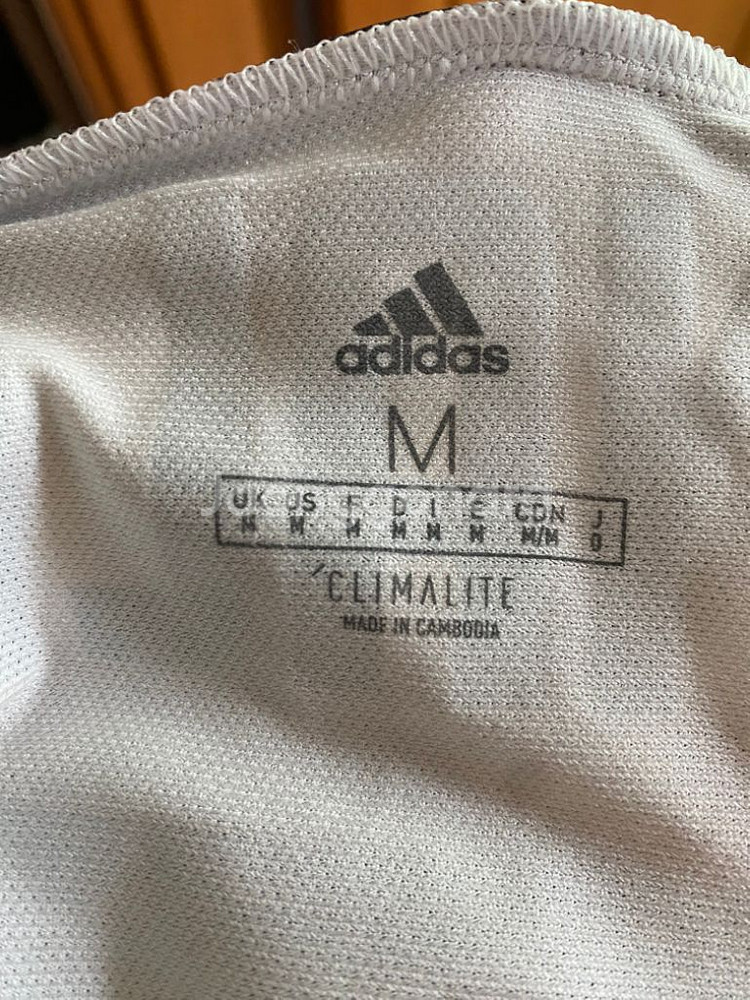 adidas
M
UK US F D I E CDN J
M M M M M M M/M O
CLIMALITE
MADE IN CAMBODIA